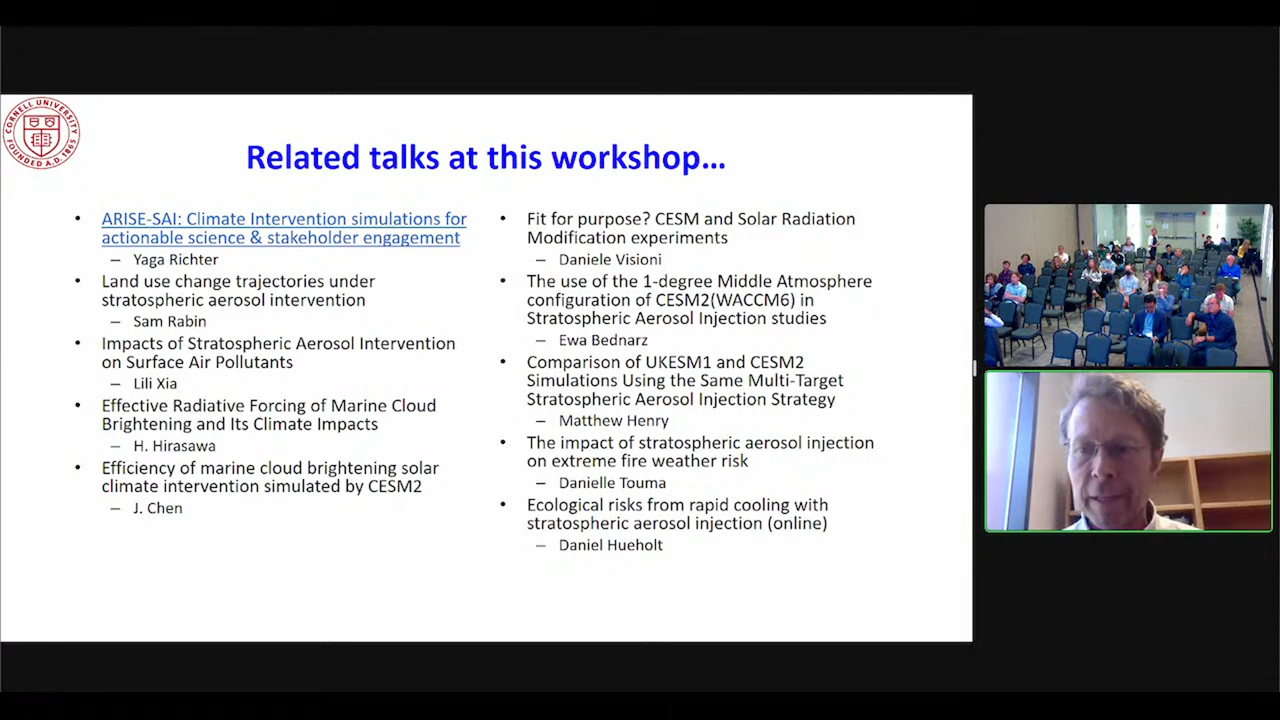 CORNELL UNIVERSITY
FOUNDED A.D. 1865
Related talks at this workshop...
• ARISE-SAI: Climate Intervention simulations for
actionable science & stakeholder engagement
– Yaga Richter
• Land use change trajectories under
stratospheric aerosol intervention
– Sam Rabin
• Impacts of Stratospheric Aerosol Intervention
on Surface Air Pollutants
– Lili Xia
• Effective Radiative Forcing of Marine Cloud
Brightening and Its Climate Impacts
– H. Hirasawa
• Efficiency of marine cloud brightening solar
climate intervention simulated by CESM2
– J. Chen
• Fit for purpose? CESM and Solar Radiation
Modification experiments
– Daniele Visioni
• The use of the 1-degree Middle Atmosphere
configuration of CESM2(WACCM6) in
Stratospheric Aerosol Injection studies
– Ewa Bednarz
• Comparison of UKESM1 and CESM2
Simulations Using the Same Multi-Target
Stratospheric Aerosol Injection Strategy
– Matthew Henry
• The impact of stratospheric aerosol injection
on extreme fire weather risk
– Danielle Touma
• Ecological risks from rapid cooling with
stratospheric aerosol injection (online)
– Daniel Hueholt